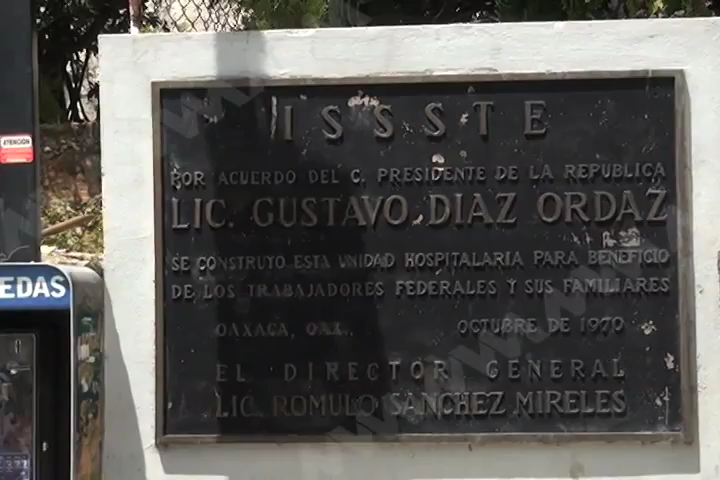 ISSSTE
POR ACUERDO DEL C. PRESIDENTE DE LA REPUBLICA
LIC. GUSTAVO DIAZ ORDAZ
SE CONSTRUYO ESTA UNIDAD HOSPITALARIA PARA BENEFICIO
DE LOS TRABAJADORES FEDERALES Y SUS FAMILIARES
OAXACA, OAX., OCTUBRE DE 1970
EL DIRECTOR GENERAL
LIC. ROMULO SANCHEZ MIRELES
ATENCION
EDAS